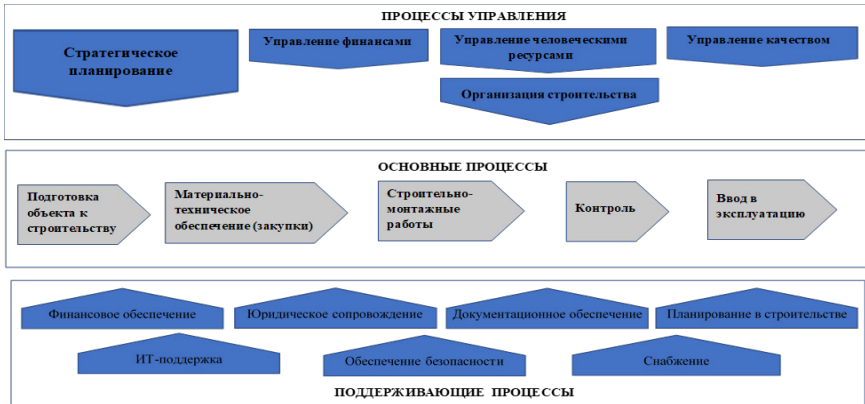 ПРОЦЕССЫ УПРАВЛЕНИЯ
Стратегическое
планирование
Управление финансами
Управление человеческими
ресурсами
Управление качеством
Организация строительства
ОСНОВНЫЕ ПРОЦЕССЫ
Подготовка
объекта к
строительству
Материально-
техническое
обеспечение (закупки)
Строительно-
монтажные
работы
Контроль
Ввод в
эксплуатацию
Финансовое обеспечение
Юридическое сопровождение
Документационное обеспечение
Планирование в строительстве
ИТ-поддержка
Обеспечение безопасности
Снабжение
ПОДДЕРЖИВАЮЩИЕ ПРОЦЕССЫ